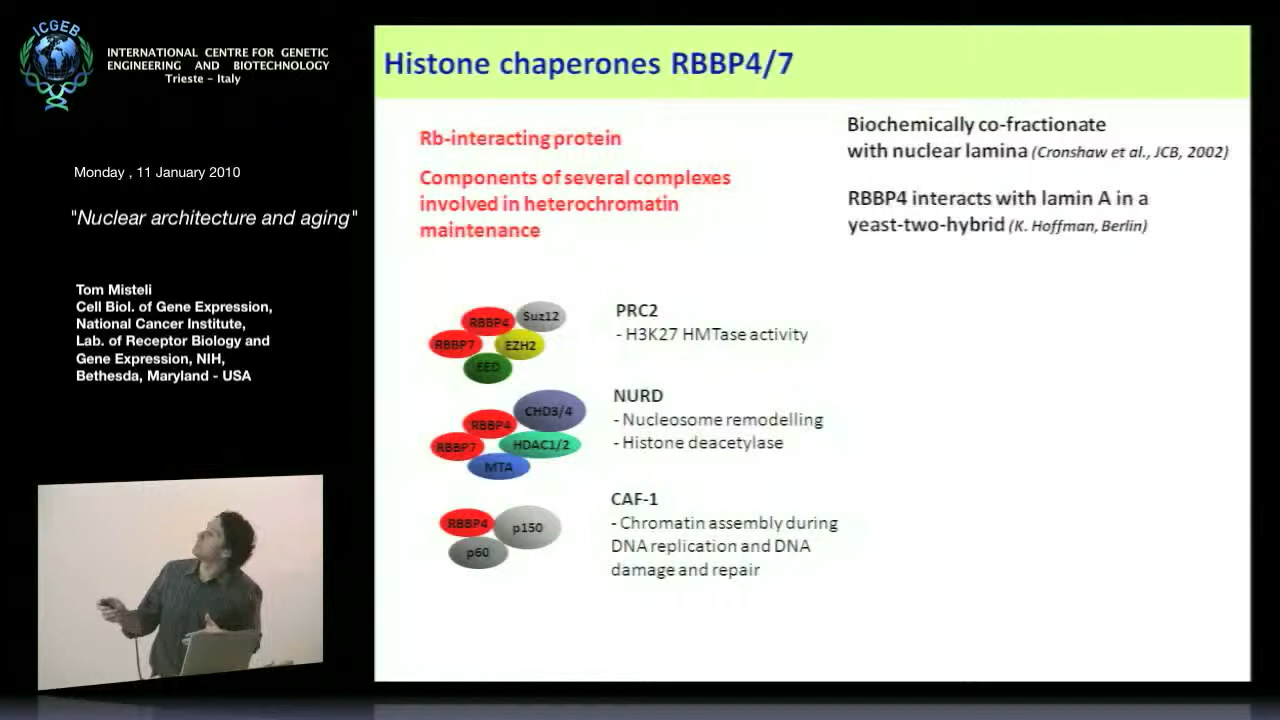 ICGEB
INTERNATIONAL CENTRE FOR GENETIC
ENGINEERING AND BIOTECHNOLOGY
Trieste - Italy
Monday , 11 January 2010
"Nuclear architecture and aging"
Tom Misteli
Cell Biol. of Gene Expression,
National Cancer Institute,
Lab. of Receptor Biology and
Gene Expression, NIH,
Bethesda, Maryland - USA
Histone chaperones RBBP4/7
Rb-interacting protein
Components of several complexes
involved in heterochromatin
maintenance
Biochemically co-fractionate
with nuclear lamina (Cronshaw et al., JCB, 2002)
RBBP4 interacts with lamin A in a
yeast-two-hybrid (K. Hoffman, Berlin)
RBBP4
Suz12
RBBP7
EZH2
EED
PRC2
- H3K27 HMTase activity
CHD3/4
RBBP4
RBBP7
HDAC1/2
MTA
NURD
- Nucleosome remodelling
- Histone deacetylase
RBBP4
p150
p60
CAF-1
- Chromatin assembly during
DNA replication and DNA
damage and repair